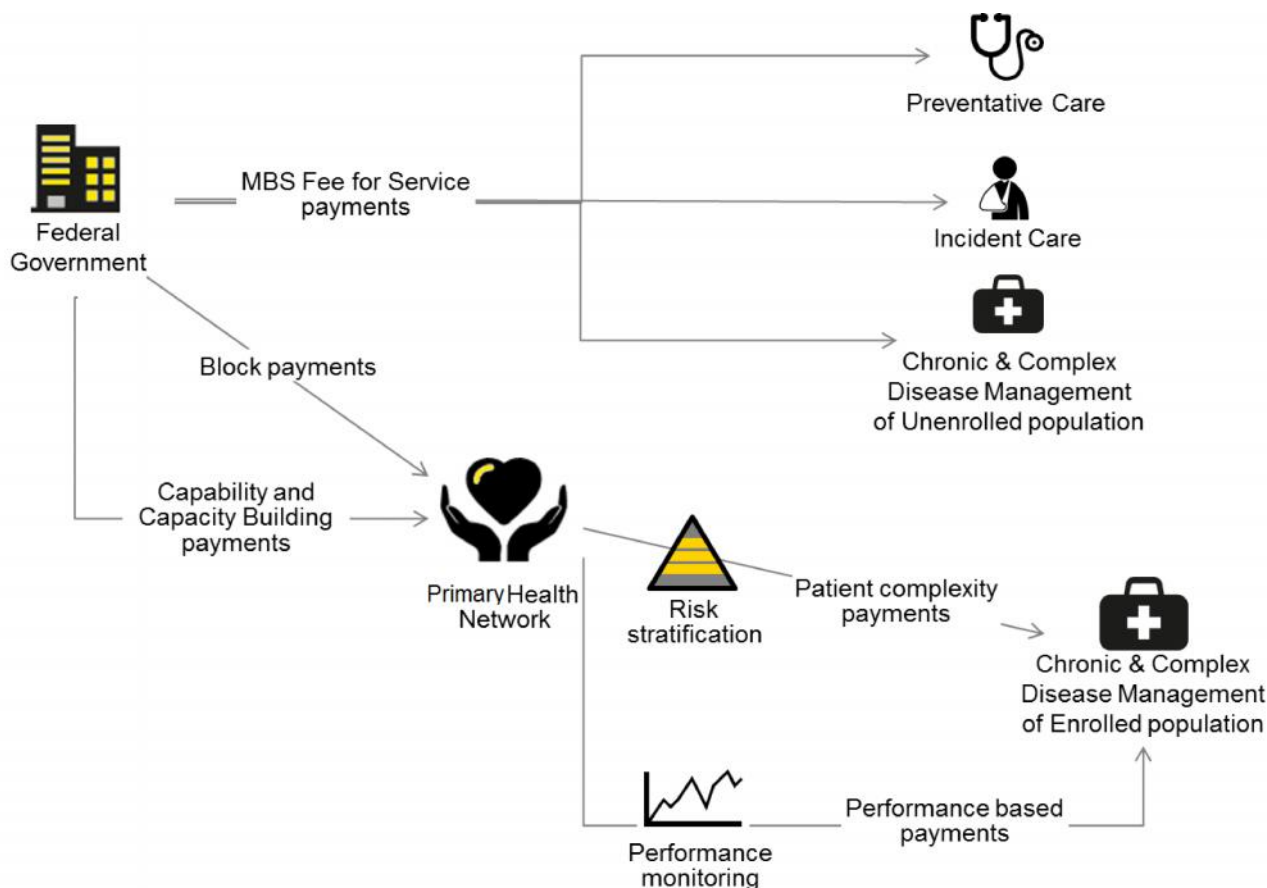 Preventative Care
MBS Fee for Service
payments
Federal
Government
Incident Care
Block payments
Chronic & Complex
Disease Management
of Unenrolled population
Capability and
Capacity Building
payments
Primary Health
Network
Risk
stratification
Patient complexity
payments
Chronic & Complex
Disease Management
of Enrolled population
Performance
monitoring
Performance based
payments